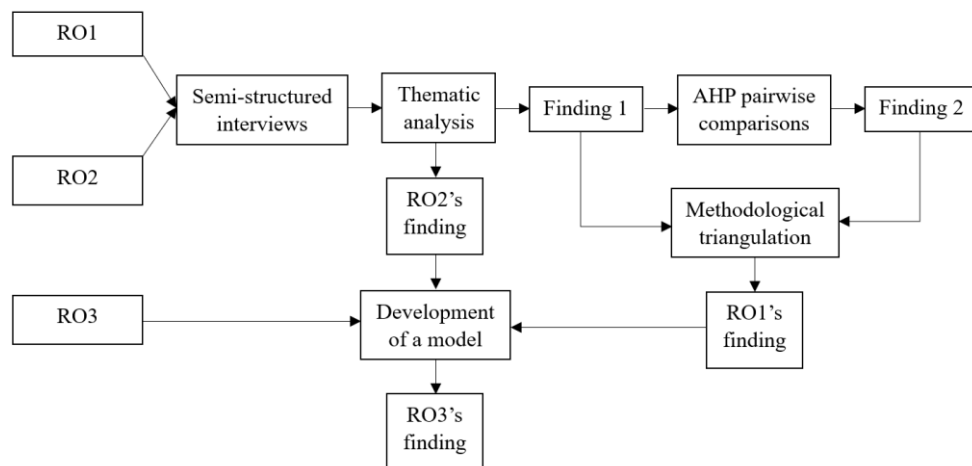 RO1
Semi-structured
interviews
Thematic
analysis
Finding 1
AHP pairwise
comparisons
Finding 2
RO2
RO2’s
finding
Methodological
triangulation
RO3
Development
of a model
RO1’s
finding
RO3’s
finding